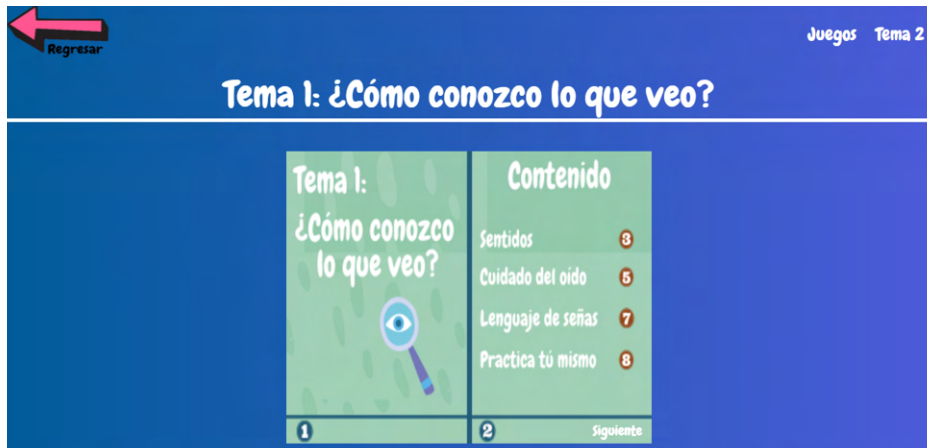 Regresar
Juegos Tema 2
Tema 1: ¿Cómo conozco lo que veo?
Tema 1:
¿Cómo conozco
lo que veo?
1
Contenido
Sentidos 3
Cuidado del oído 5
Lenguaje de señas 7
Practica tú mismo 8
2 Siguiente